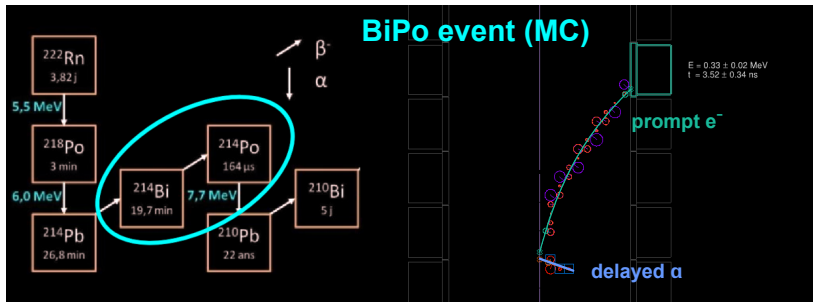 BiPo event (MC)
²²²Rn
3,82 j
β⁻
α
5,5 MeV
²¹⁸Po
3 min
²¹⁴Po
164 µs
6,0 MeV
²¹⁴Bi
19,7 min
7,7 MeV
²¹⁰Bi
5 j
²¹⁴Pb
26,8 min
²¹⁰Pb
22 ans
E = 0.33 ± 0.02 MeV
t = 3.52 ± 0.34 ns
prompt e⁻
delayed α